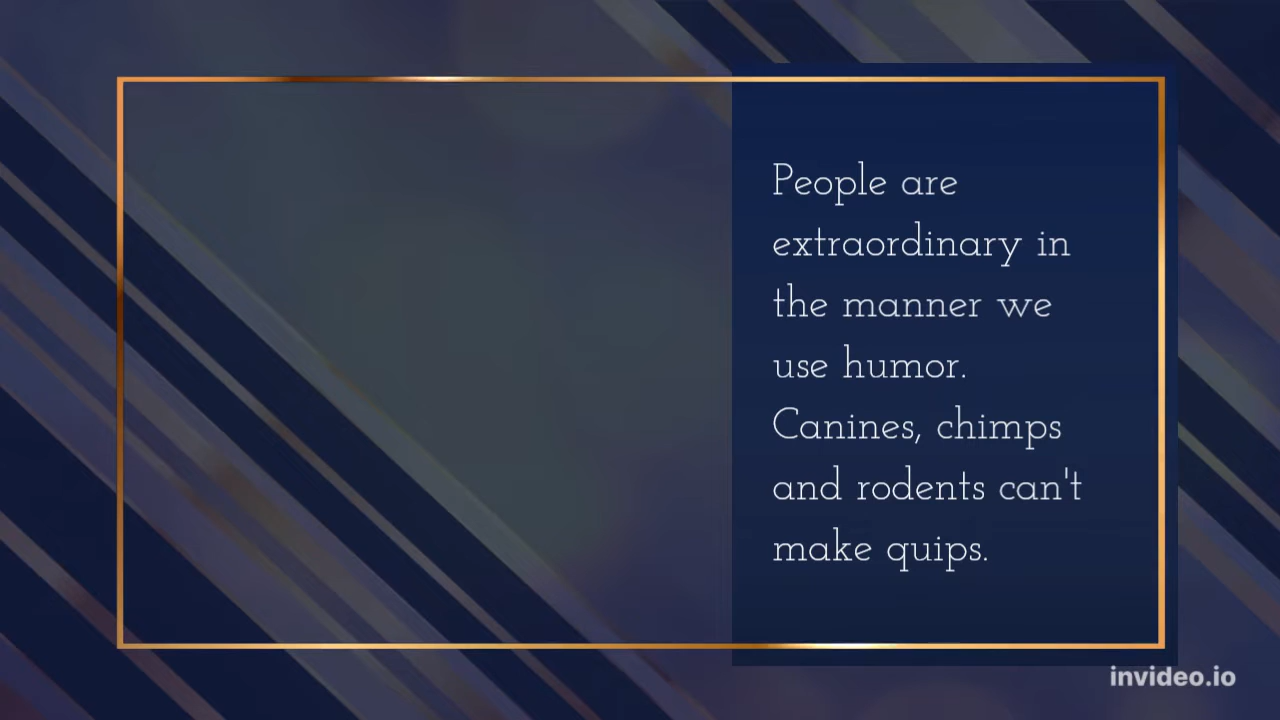 People are
extraordinary in
the manner we
use humor.
Canines, chimps
and rodents can't
make quips.
invideo.io